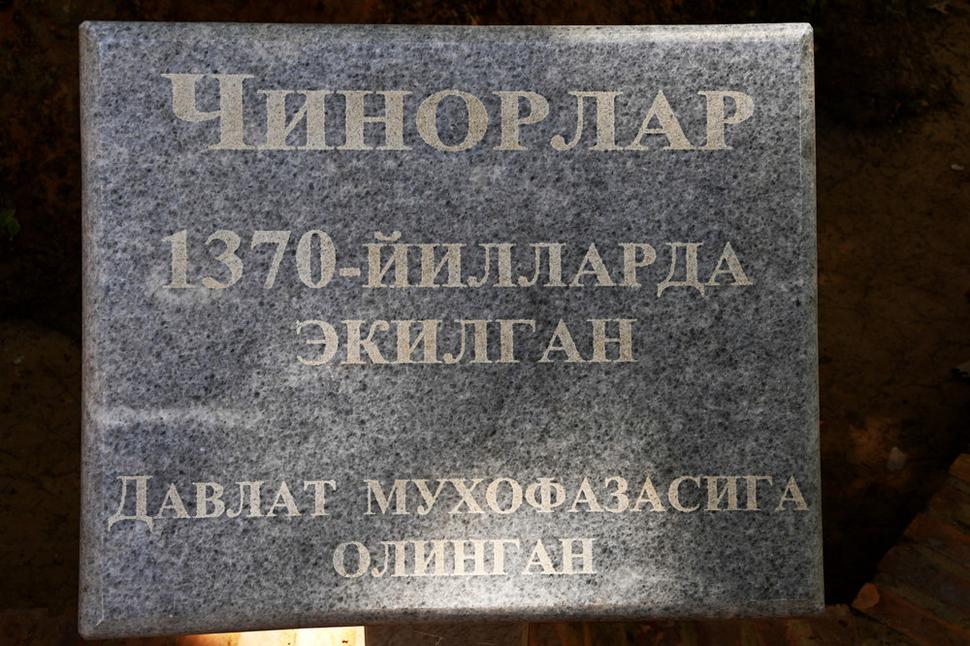 Чинорлар
1370-йилларда
экилган
Давлат мухофазасига
олинган